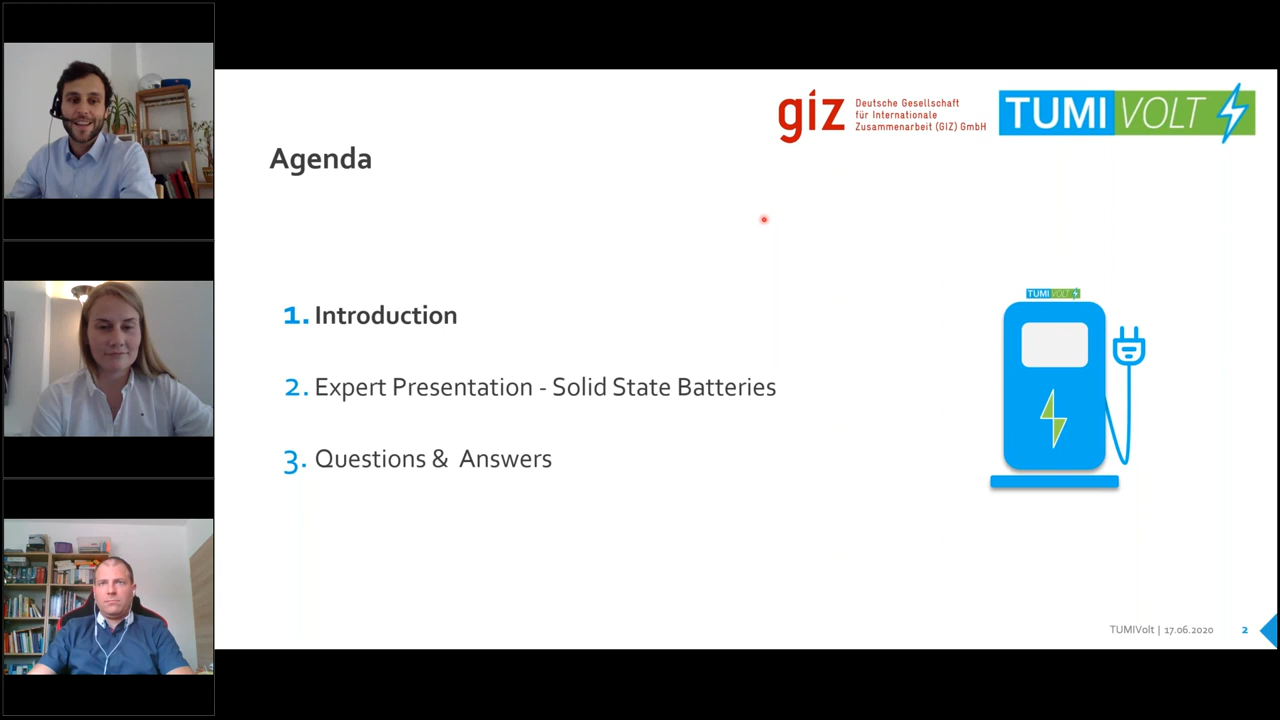 giz
Deutsche Gesellschaft
für Internationale
Zusammenarbeit (GIZ) GmbH
TUMI VOLT
Agenda
1. Introduction
2. Expert Presentation - Solid State Batteries
3. Questions & Answers
TUMI VOLT
TUMIVolt | 17.06.2020 2